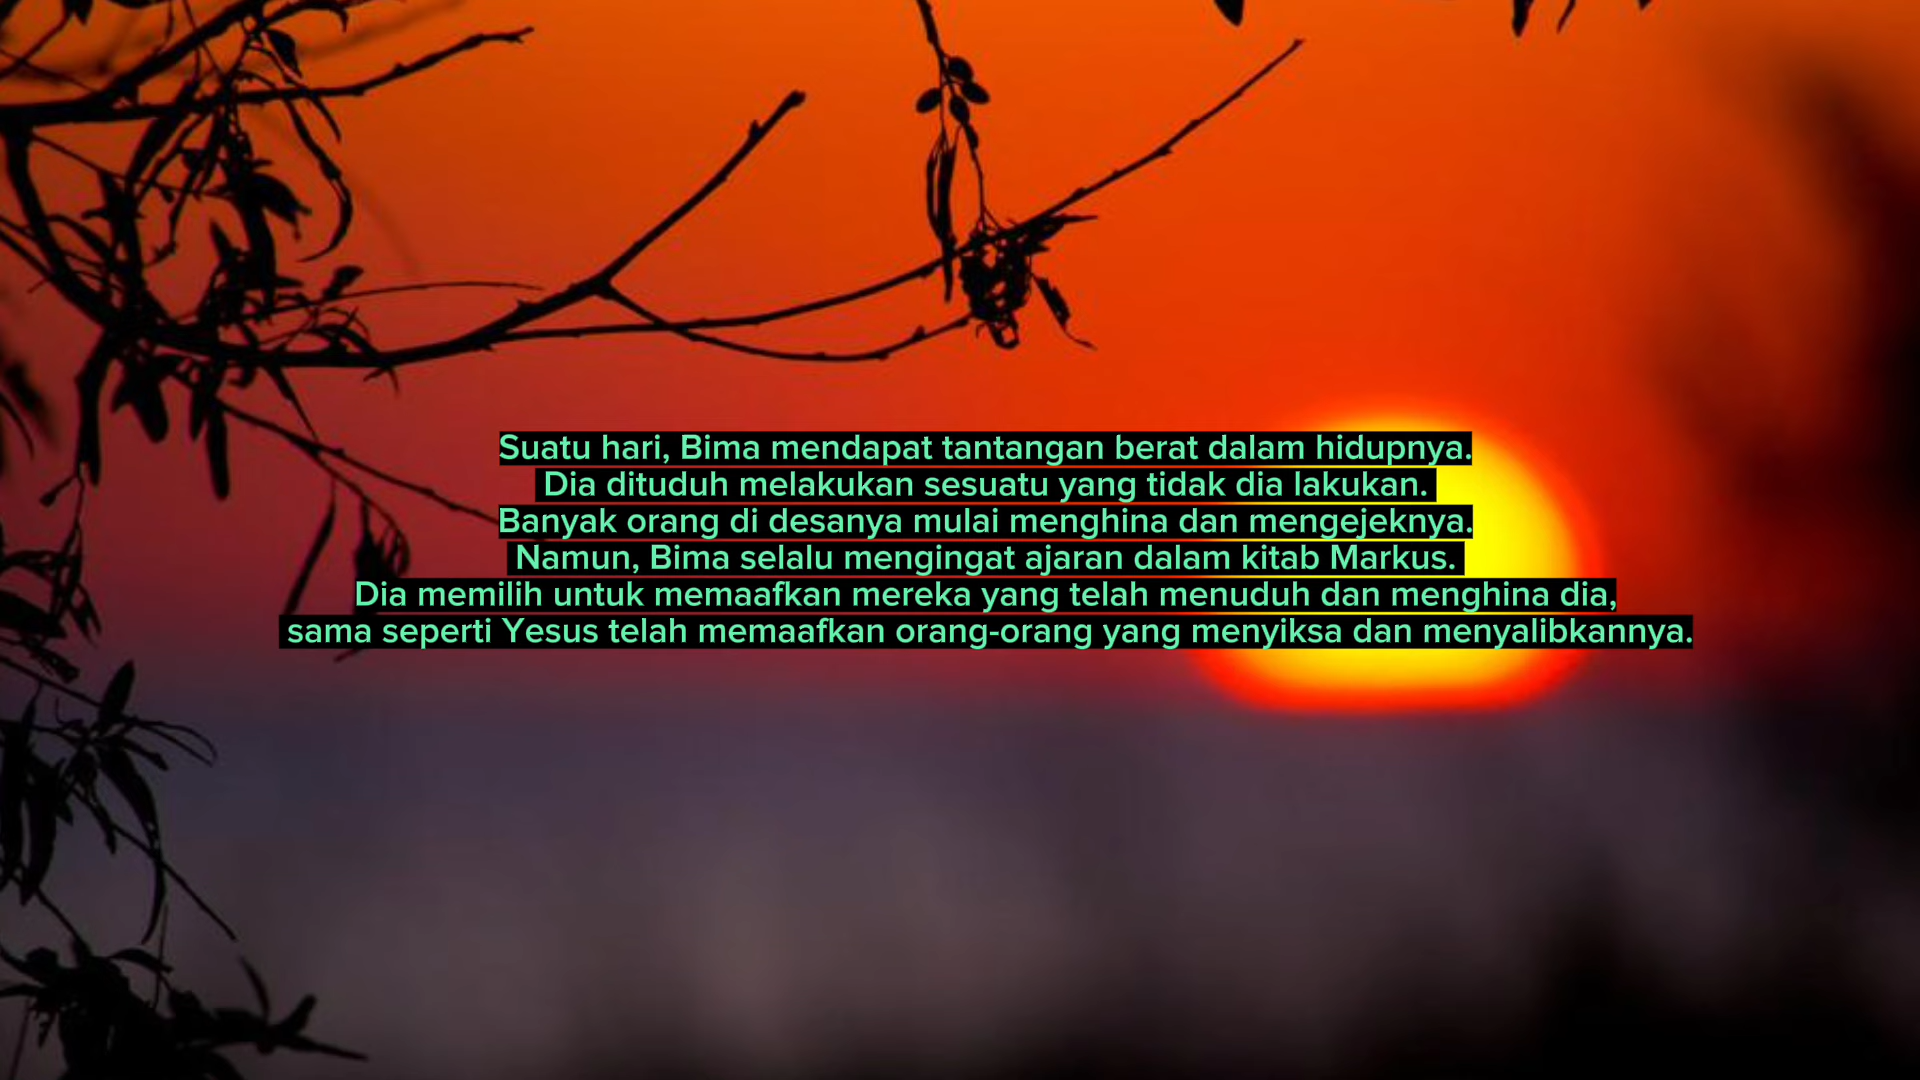 Suatu hari, Bima mendapat tantangan berat dalam hidupnya.
Dia dituduh melakukan sesuatu yang tidak dia lakukan.
Banyak orang di desanya mulai menghina dan mengejeknya.
Namun, Bima selalu mengingat ajaran dalam kitab Markus.
Dia memilih untuk memaafkan mereka yang telah menuduh dan menghina dia,
sama seperti Yesus telah memaafkan orang-orang yang menyiksa dan menyalibkannya.